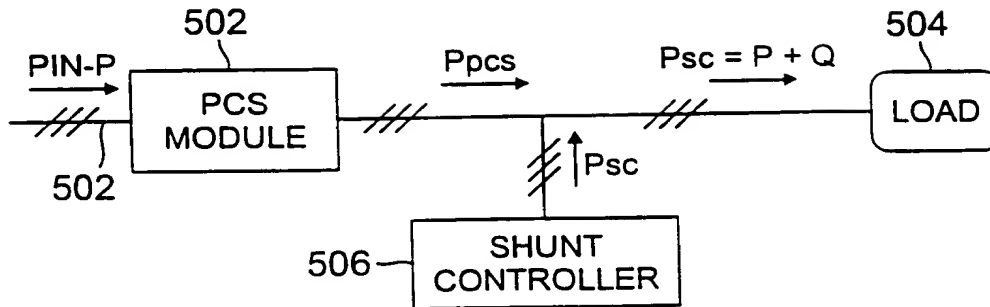 502
504
PIN-P
Ppcs
Psc = P + Q
PCS
MODULE
LOAD
502
Psc
506
SHUNT
CONTROLLER